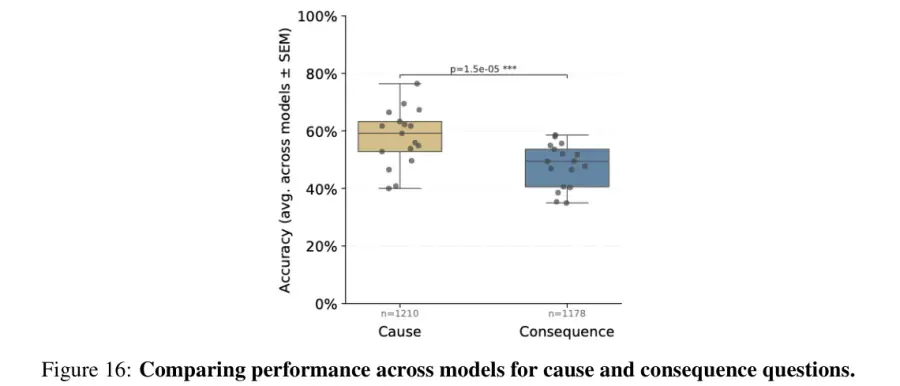 100%
80%
60%
40%
20%
0%
Accuracy (avg. across models ± SEM)
p=1.5e-05 ***
n=1210
n=1178
Cause
Consequence
Figure 16: Comparing performance across models for cause and consequence questions.